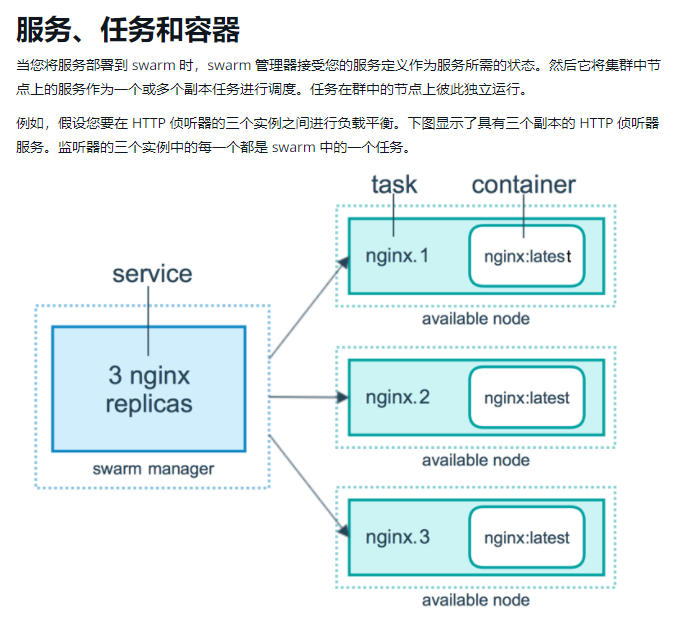 服务、任务和容器
当您将服务部署到 swarm 时，swarm 管理器接受您的服务定义作为服务所需的状态。然后它将集群中节
点上的服务作为一个或多个副本任务进行调度。任务在群中的节点上彼此独立运行。
例如，假设您要在 HTTP 侦听器的三个实例之间进行负载平衡。下图显示了具有三个副本的 HTTP 侦听器
服务。监听器的三个实例中的每一个都是 swarm 中的一个任务。
task
container
nginx.1
nginx:latest
available node
service
3 nginx
replicas
swarm manager
nginx.2
nginx:latest
available node
nginx.3
nginx:latest
available node